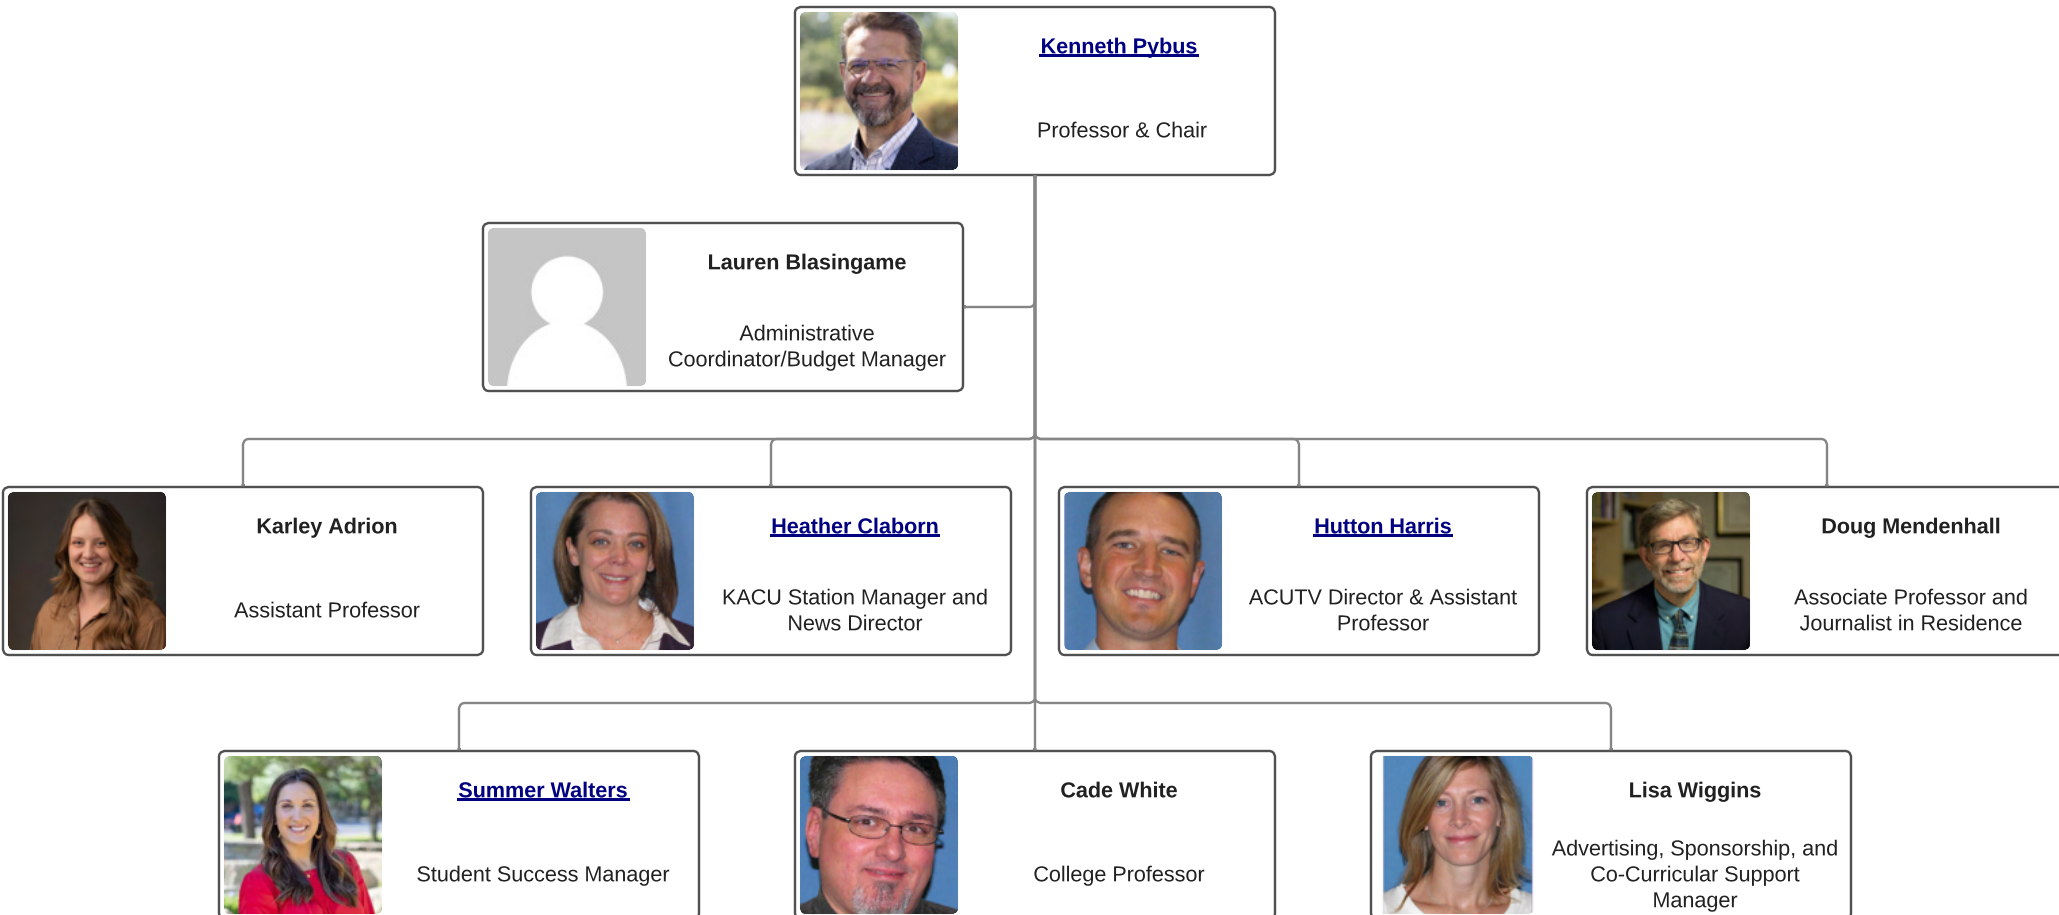 Kenneth Pybus
Professor & Chair
Lauren Blasingame
Administrative
Coordinator/Budget Manager
Karley Adrion
Assistant Professor
Heather Claborn
KACU Station Manager and
News Director
Hutton Harris
ACUTV Director & Assistant
Professor
Doug Mendenhall
Associate Professor and
Journalist in Residence
Summer Walters
Student Success Manager
Cade White
College Professor
Lisa Wiggins
Advertising, Sponsorship, and
Co-Curricular Support
Manager